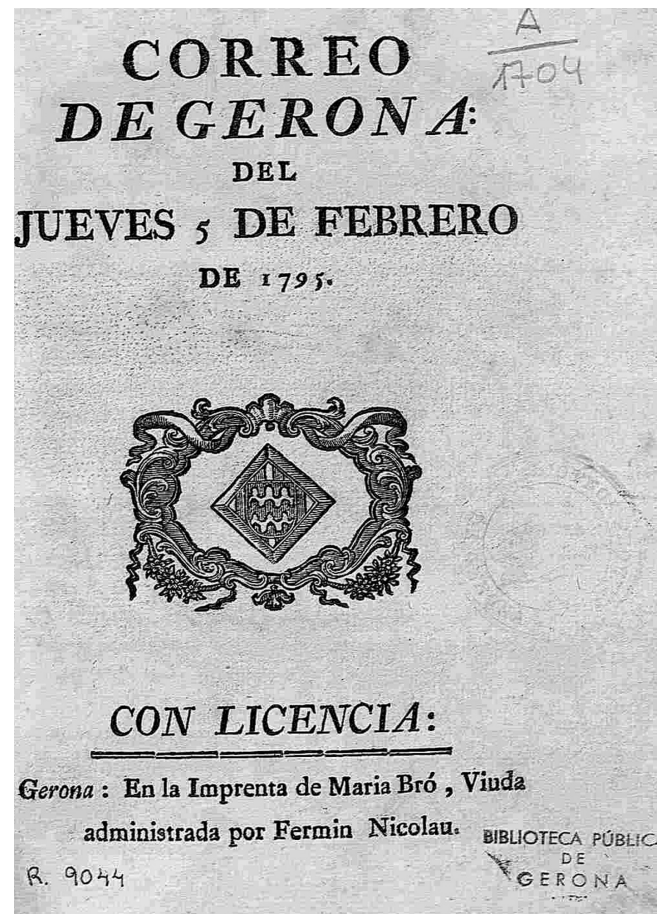 A
1704
CORREO
DE GERONA:
DEL
JUEVES 5 DE FEBRERO
DE 1795.
CON LICENCIA:
Gerona : En la Imprenta de Maria Bró , Viuda
administrada por Fermin Nicolau.
BIBLIOTECA PÚBLIC
DE
GERONA
R. 9044